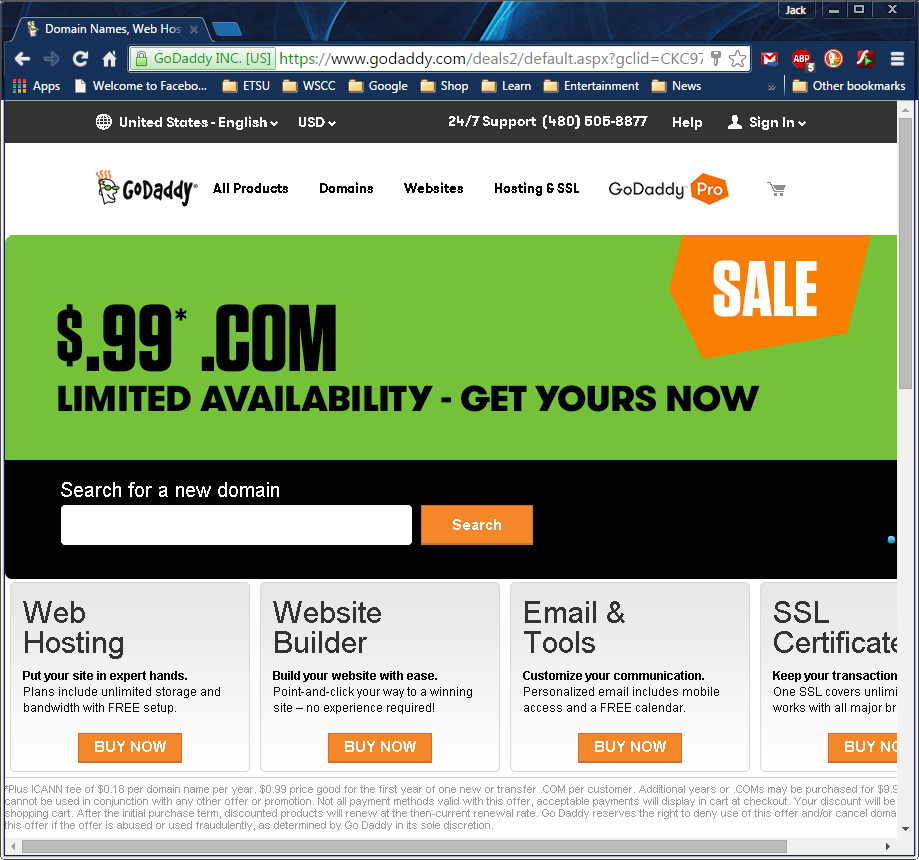 Jack
Domain Names, Web Hos
GoDaddy INC. [US] https://www.godaddy.com/deals2/default.aspx?gclid=CKC97 ABP 5
Apps Welcome to Facebo... ETSU WSCC Google Shop Learn Entertainment News » Other bookmarks
United States - English USD 24/7 Support (480) 505-8877 Help Sign In
GoDaddy All Products Domains Websites Hosting & SSL GoDaddy Pro
SALE
$.99* .COM
LIMITED AVAILABILITY - GET YOURS NOW
Search for a new domain
Search
Web
Hosting
Put your site in expert hands.
Plans include unlimited storage and
bandwidth with FREE setup.
BUY NOW
Website
Builder
Build your website with ease.
Point-and-click your way to a winning
site – no experience required!
BUY NOW
Email &
Tools
Customize your communication.
Personalized email includes mobile
access and a FREE calendar.
BUY NOW
SSL
Certificate
Keep your transaction
One SSL covers unlimi
works with all major br
BUY NO
*Plus ICANN fee of $0.18 per domain name per year. $0.99 price good for the first year of one new or transfer .COM per customer. Additional years or .COMs may be purchased for $9.9
cannot be used in conjunction with any other offer or promotion. Not all payment methods valid with this offer, acceptable payments will display in cart at checkout. Your discount will be
shopping cart. After the initial purchase term, discounted products will renew at the then-current renewal rate. Go Daddy reserves the right to deny use of this offer and/or cancel doma
this offer if the offer is abused or used fraudulently, as determined by Go Daddy in its sole discretion.